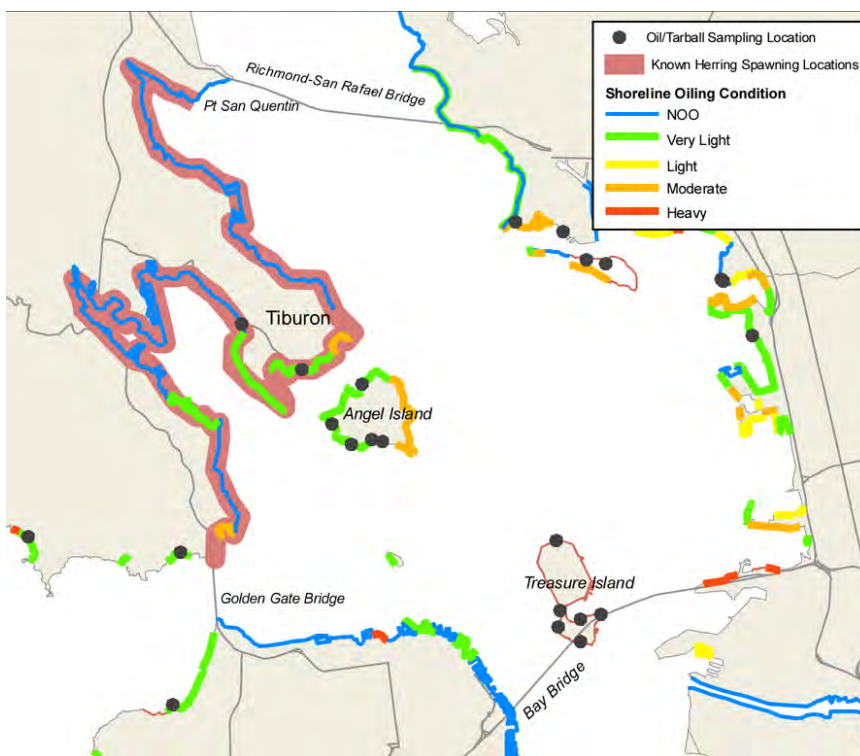 Oil/Tarball Sampling Location
Known Herring Spawning Locations
Shoreline Oiling Condition
NOO
Very Light
Light
Moderate
Heavy
Richmond-San Rafael Bridge
Pt San Quentin
Tiburon
Angel Island
Treasure Island
Golden Gate Bridge
Bay Bridge